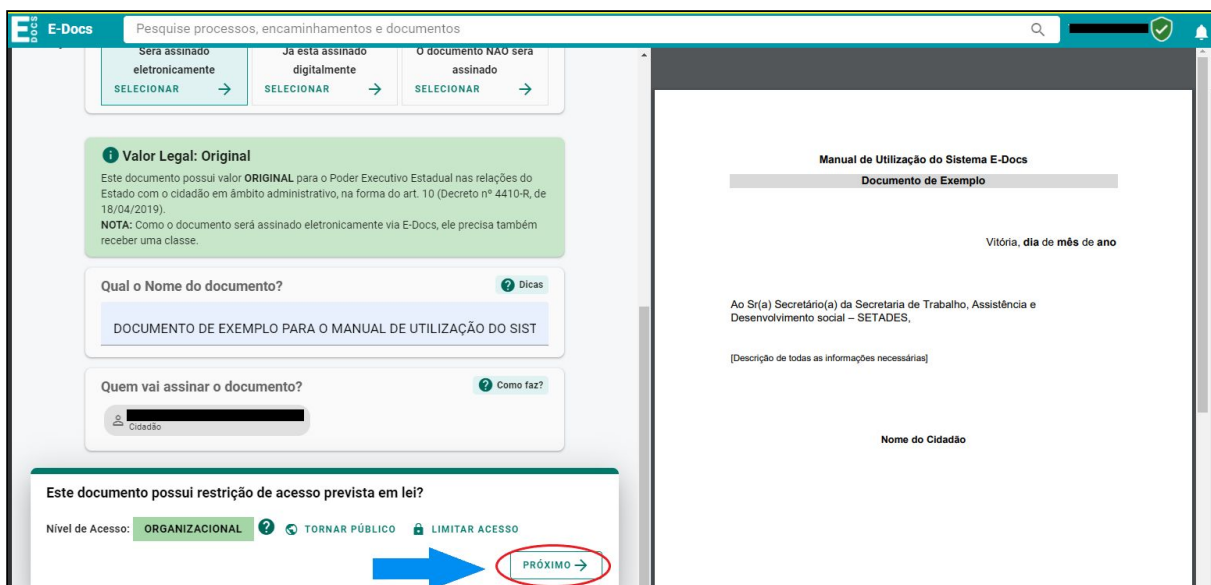 E-DOCS
E-Docs
Pesquise processos, encaminhamentos e documentos
Será assinado
eletronicamente
SELECIONAR
Já está assinado
digitalmente
SELECIONAR
O documento NÃO será
assinado
SELECIONAR
Valor Legal: Original
Este documento possui valor ORIGINAL para o Poder Executivo Estadual nas relações do
Estado com o cidadão em âmbito administrativo, na forma do art. 10 (Decreto nº 4410-R, de
18/04/2019).
NOTA: Como o documento será assinado eletronicamente via E-Docs, ele precisa também
receber uma classe.
Qual o Nome do documento?
Dicas
DOCUMENTO DE EXEMPLO PARA O MANUAL DE UTILIZAÇÃO DO SIST
Quem vai assinar o documento?
Como faz?
Cidadão
Este documento possui restrição de acesso prevista em lei?
Nível de Acesso: ORGANIZACIONAL TORNAR PÚBLICO LIMITAR ACESSO
PRÓXIMO
Manual de Utilização do Sistema E-Docs
Documento de Exemplo
Vitória, dia de mês de ano
Ao Sr(a) Secretário(a) da Secretaria de Trabalho, Assistência e
Desenvolvimento social – SETADES,
[Descrição de todas as informações necessárias]
Nome do Cidadão